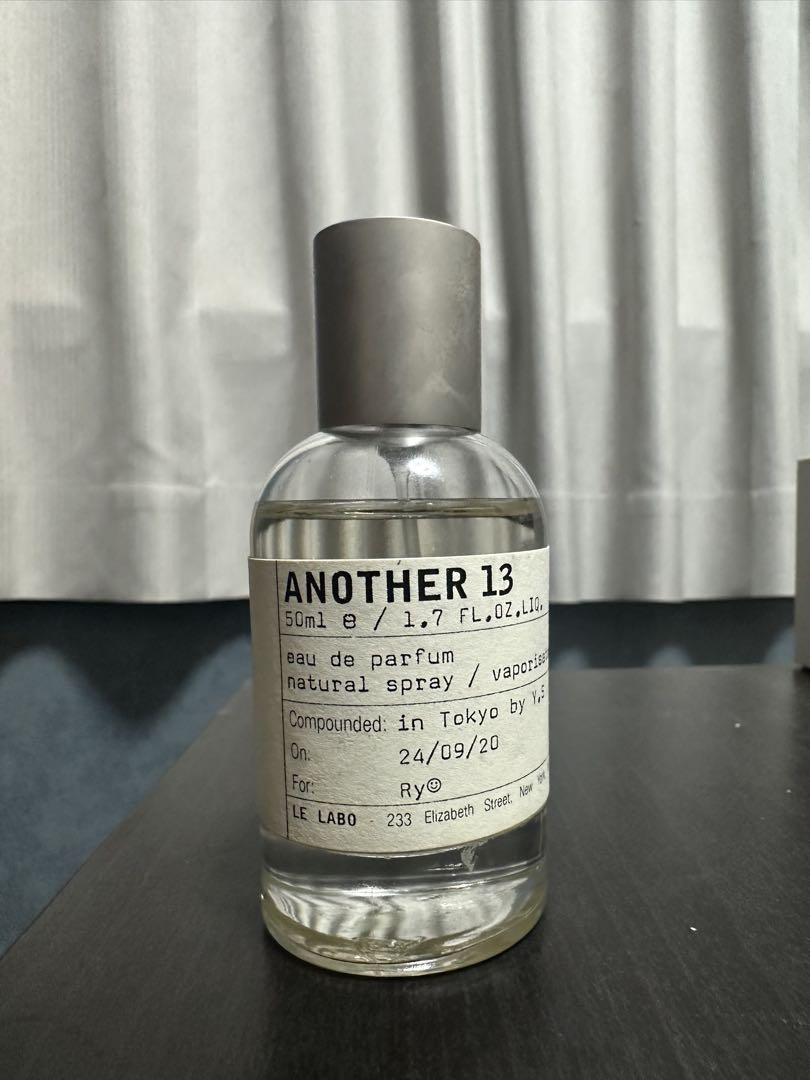 ANOTHER 13
50ml e / 1.7 FL.OZ.LIQ.
eau de parfum
natural spray /
Compounded: in Tokyo by Y.S
On: 24/09/20
For: Ry☺
LE LABO - 233 Elizabeth Street, New York